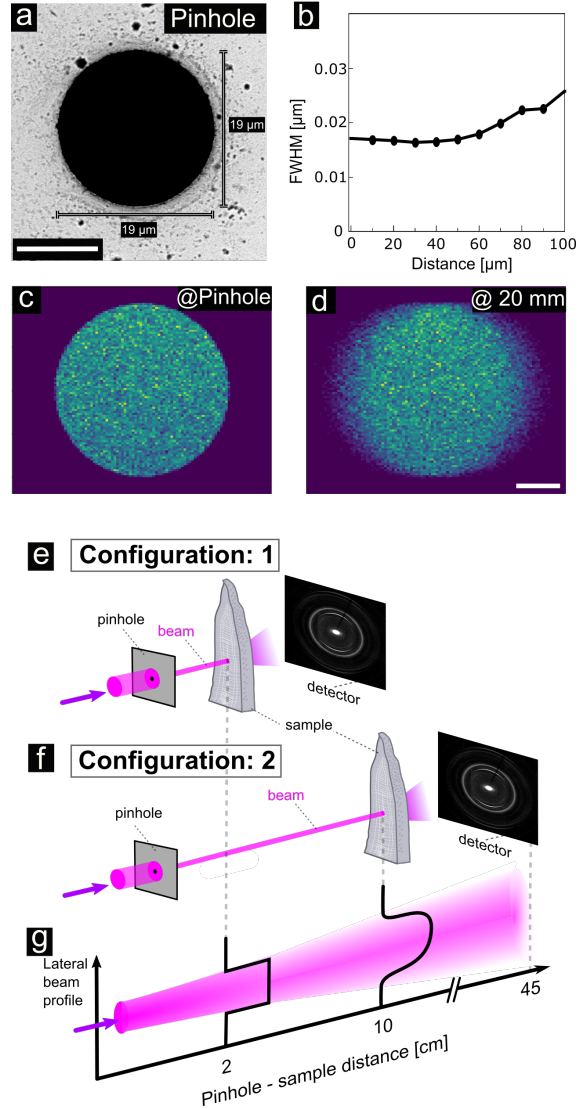 a
Pinhole
19 µm
19 µm
b
FWHM [µm]
0.03
0.02
0.01
0
0
20
40
60
80
100
Distance [µm]
c
@Pinhole
d
@ 20 mm
e
Configuration: 1
pinhole
beam
detector
sample
f
Configuration: 2
pinhole
beam
detector
g
Lateral
beam
profile
2
10
45
Pinhole - sample distance [cm]